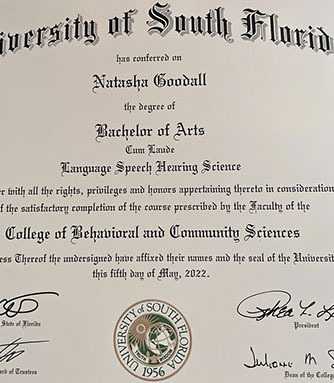 iversity of South Florid
has conferred on
Natasha Goodall
the degree of
Bachelor of Arts
Cum Laude
Language Speech Hearing Science
er with all the rights, privileges and honors appertaining thereto in consideration
of the satisfactory completion of the course prescribed by the Faculty of the
College of Behavioral and Community Sciences
ess Thereof the undersigned have affixed their names and the seal of the Universit
this fifth day of May, 2022.
State of Florida
President
UNIVERSITY of SOUTH FLORIDA
1956
ard of Trustees
Dean of the College